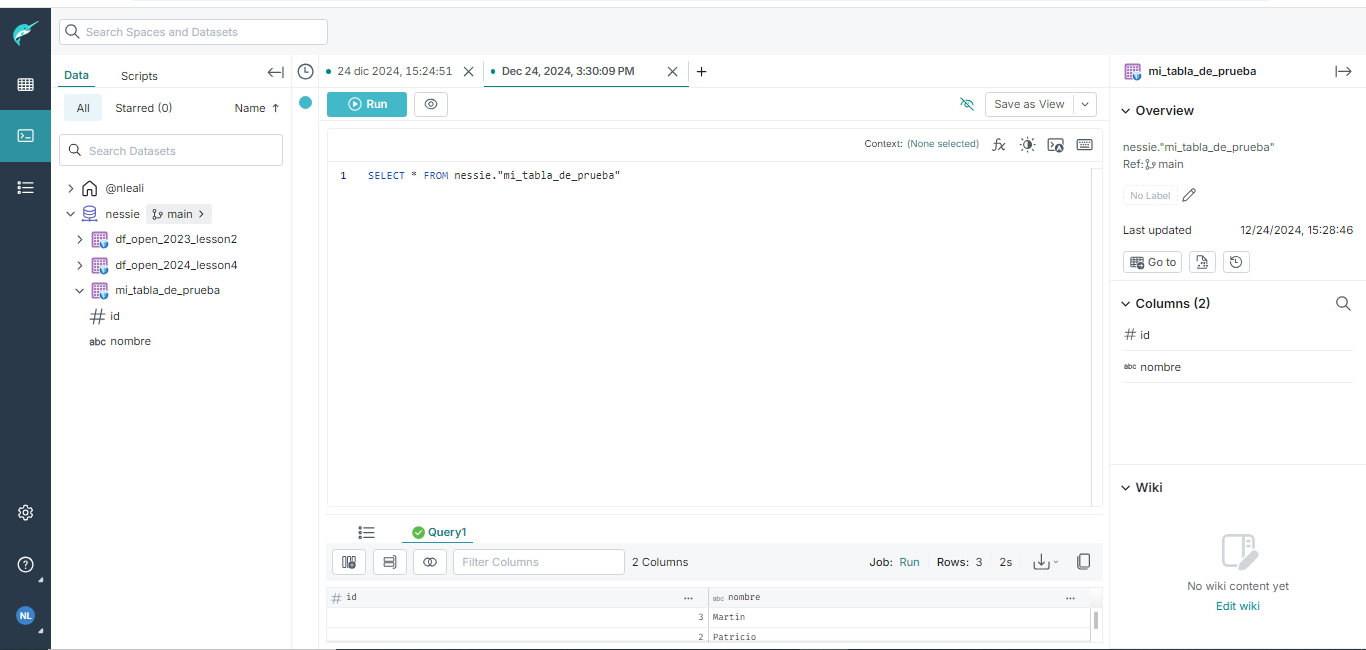 Search Spaces and Datasets
Data
Scripts
24 dic 2024, 15:24:51
Dec 24, 2024, 3:30:09 PM
mi_tabla_de_prueba
All
Starred (0)
Name
Run
Save as View
Overview
Search Datasets
Context: (None selected)
nessie."mi_tabla_de_prueba"
Ref: main
1 SELECT * FROM nessie."mi_tabla_de_prueba"
@nleali
No Label
nessie
main
Last updated
12/24/2024, 15:28:46
df_open_2023_lesson2
df_open_2024_lesson4
Go to
mi_tabla_de_prueba
id
abc nombre
Columns (2)
id
abc nombre
Wiki
No wiki content yet
Edit wiki
Query1
Filter Columns
2 Columns
Job: Run
Rows: 3
2s
id
abc nombre
3 Martin
2 Patricio
NL